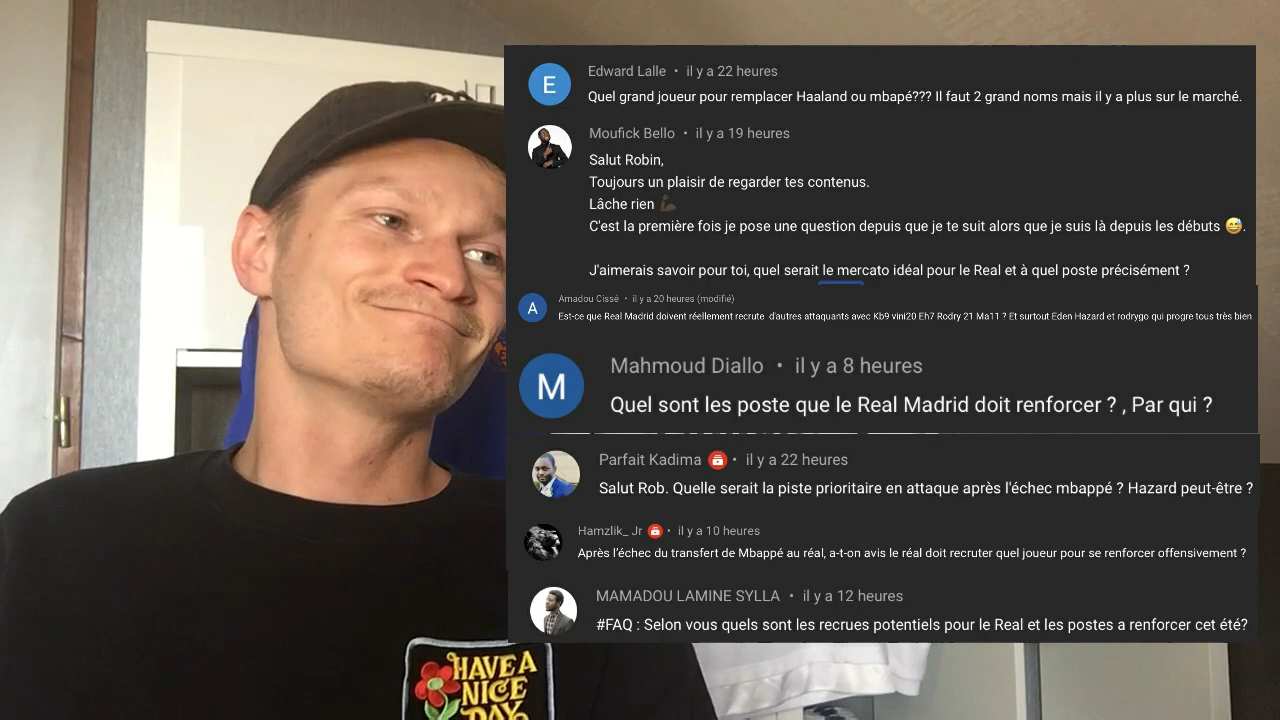 E
Edward Lalle • il y a 22 heures
Quel grand joueur pour remplacer Haaland ou mbapé??? Il faut 2 grand noms mais il y a plus sur le marché.
Moufick Bello • il y a 19 heures
Salut Robin,
Toujours un plaisir de regarder tes contenus.
Lâche rien 💪🏿
C'est la première fois je pose une question depuis que je te suit alors que je suis là depuis les débuts 😅.
J'aimerais savoir pour toi, quel serait le mercato idéal pour le Real et à quel poste précisément ?
A
Amadou Cissé • il y a 20 heures (modifié)
Est-ce que Real Madrid doivent réellement recrute d'autres attaquants avec Kb9 vini20 Eh7 Rodry 21 Ma11 ? Et surtout Eden Hazard et rodrygo qui progre tous très bien
M
Mahmoud Diallo • il y a 8 heures
Quel sont les poste que le Real Madrid doit renforcer ? , Par qui ?
Parfait Kadima • il y a 22 heures
Salut Rob. Quelle serait la piste prioritaire en attaque après l'échec mbappé ? Hazard peut-être ?
Hamzlik_ Jr • il y a 10 heures
Après l'échec du transfert de Mbappé au réal, a-t-on avis le réal doit recruter quel joueur pour se renforcer offensivement ?
MAMADOU LAMINE SYLLA • il y a 12 heures
#FAQ : Selon vous quels sont les recrues potentiels pour le Real et les postes a renforcer cet été?
HAVE A
NICE
DAY